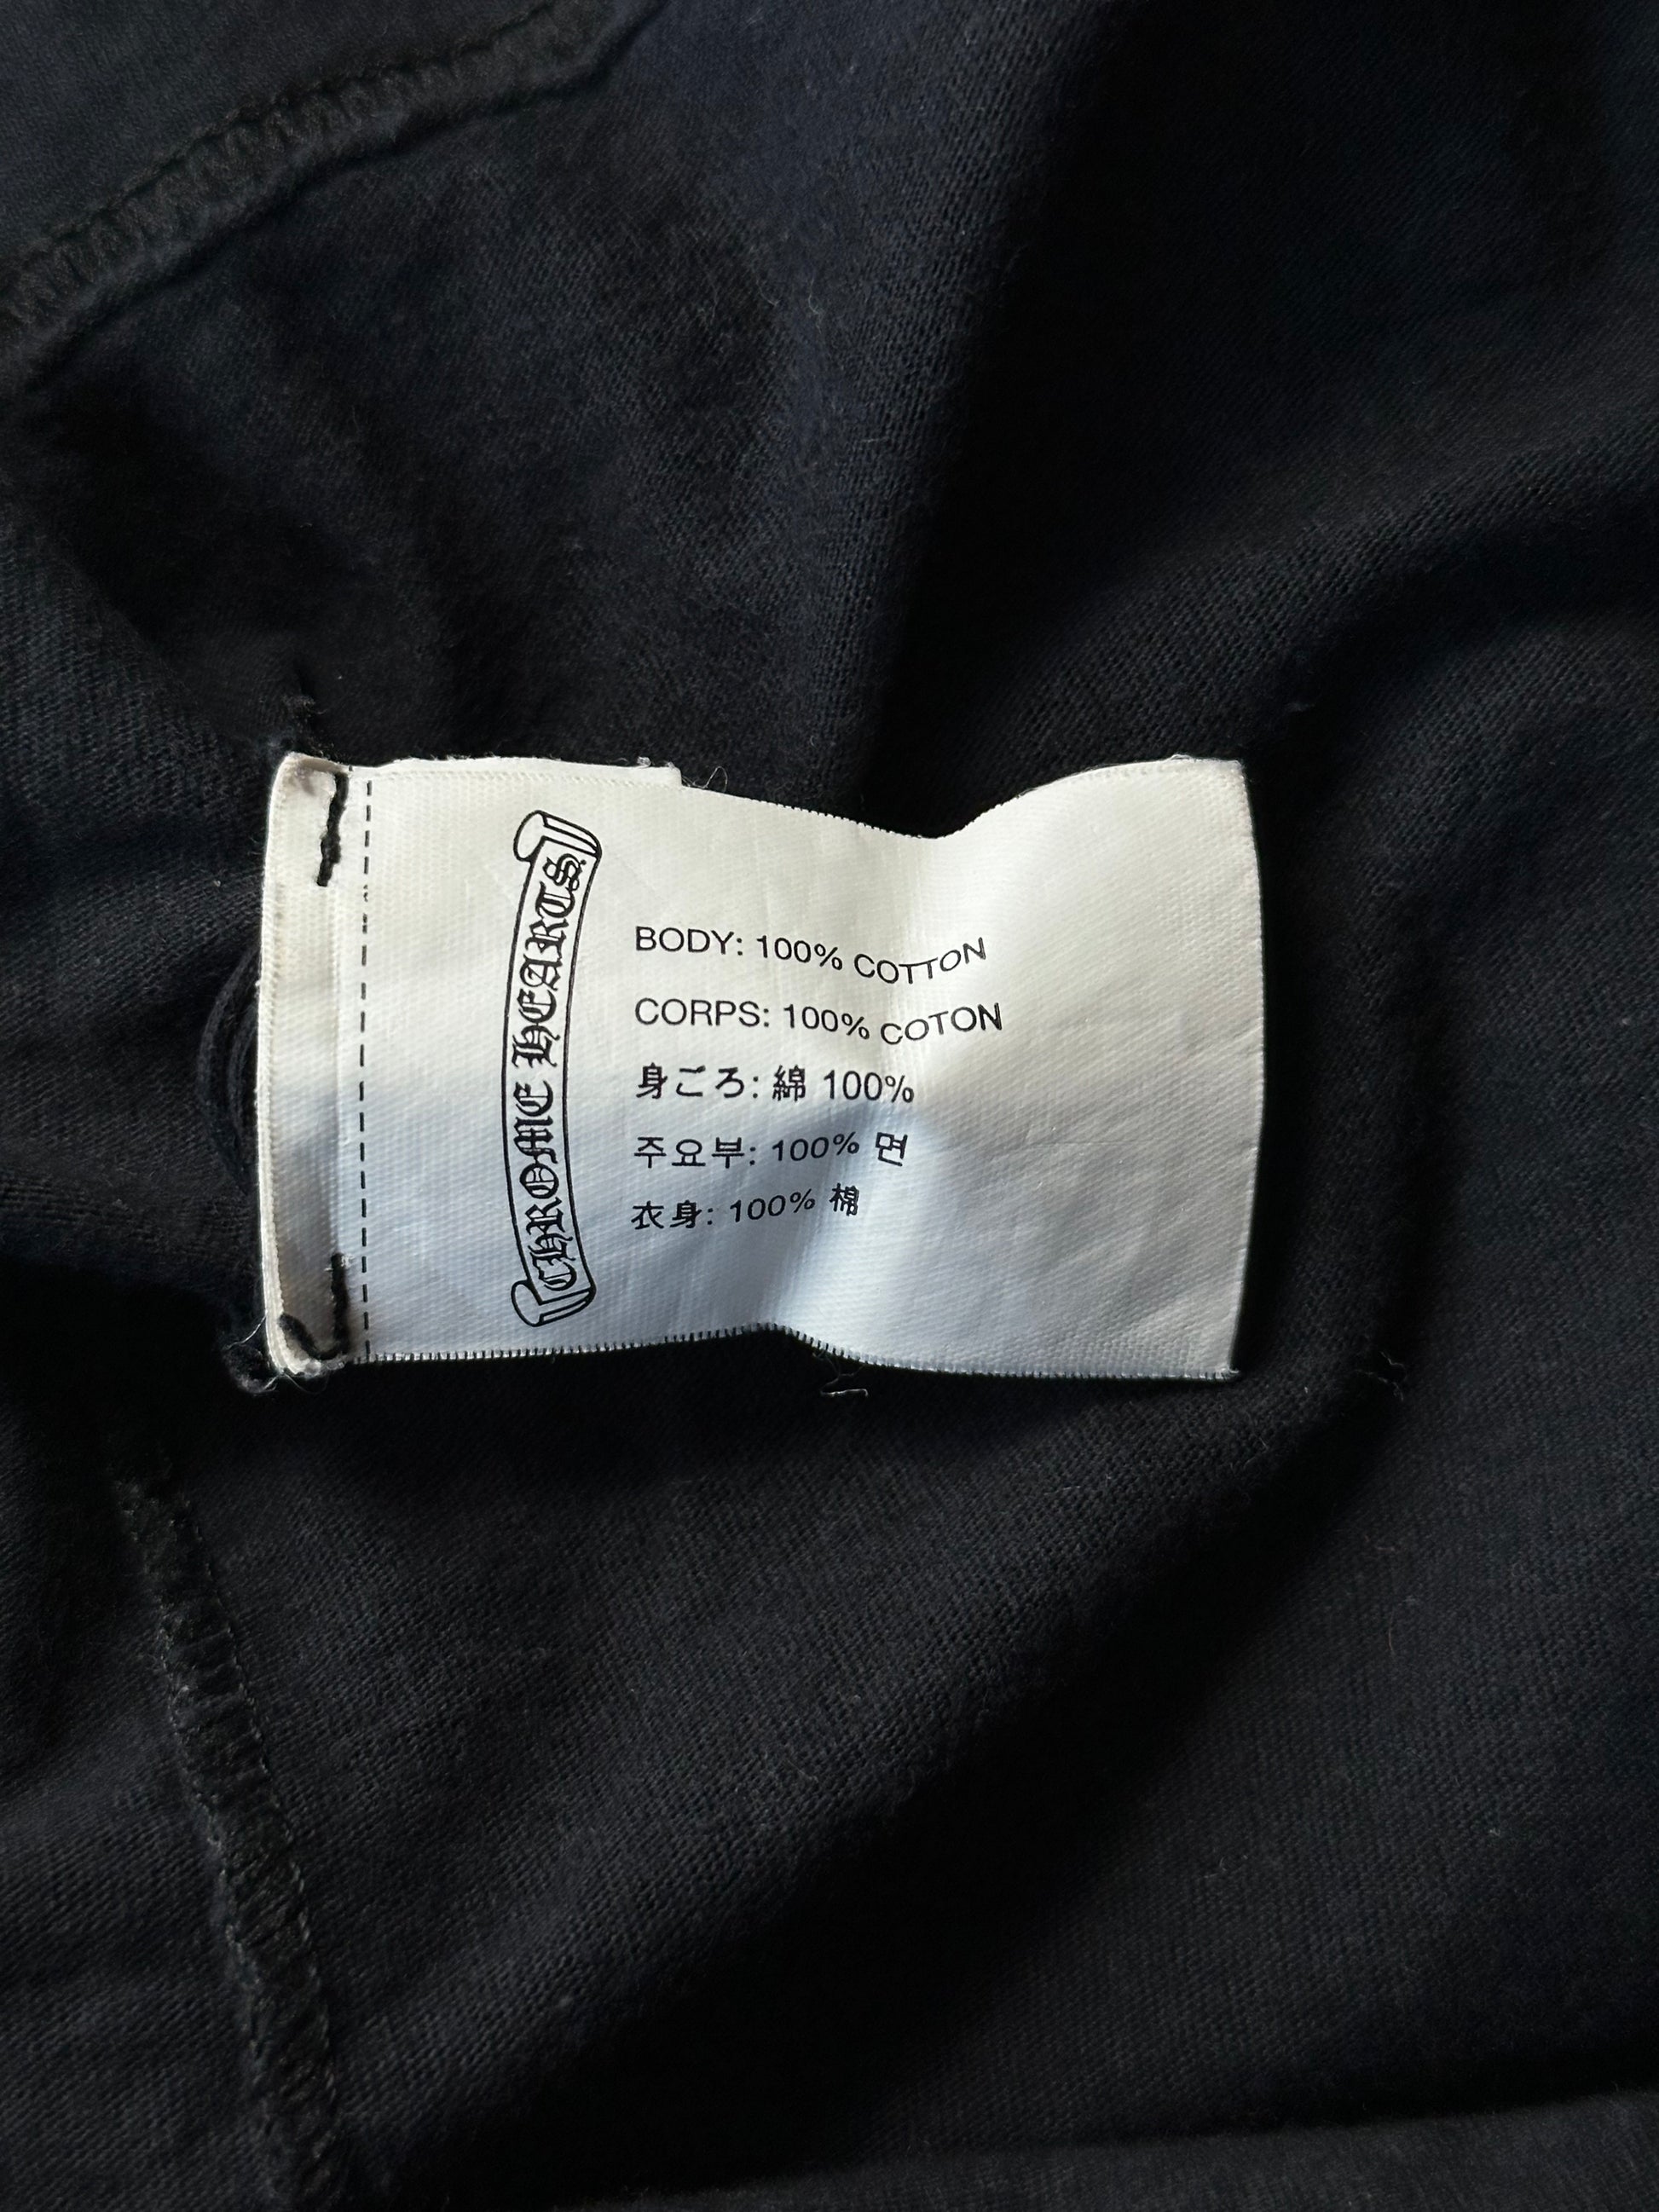 CHROME HEARTS
BODY: 100% COTTON
CORPS: 100% COTON
身ごろ: 綿 100%
주요부: 100% 면
衣身: 100% 棉